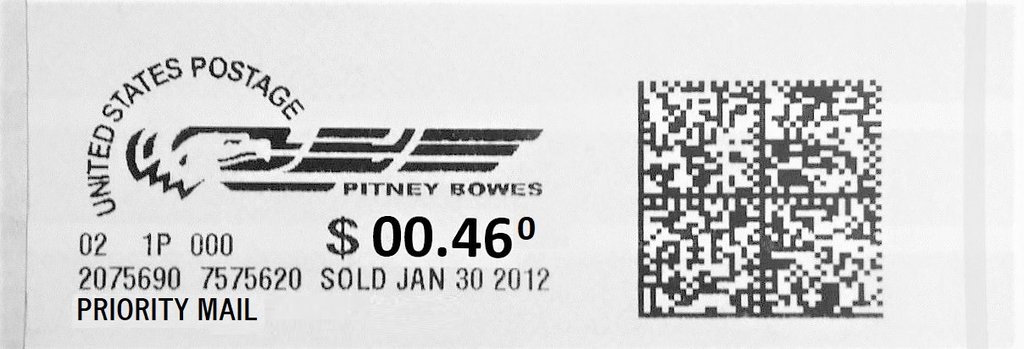 UNITED STATES POSTAGE
PITNEY BOWES
02 1P 000 $ 00.46⁰
2075690 7575620 SOLD JAN 30 2012
PRIORITY MAIL